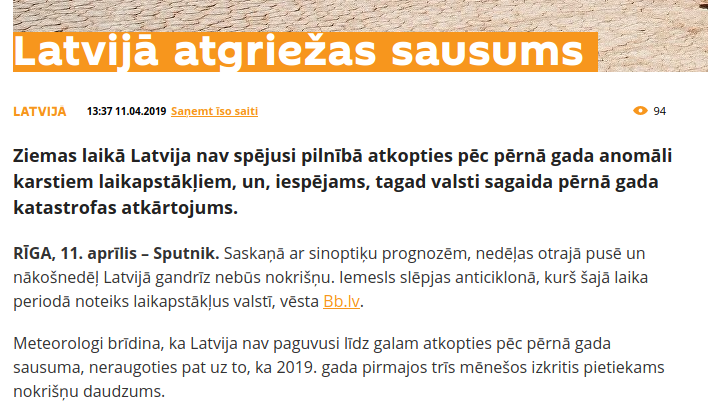 Latvijā atgriežas sausums
LATVIJA 13:37 11.04.2019 Saņemt īso saiti 94
Ziemas laikā Latvija nav spējusi pilnībā atkopties pēc pērnā gada anomāli
karstiem laikapstākļiem, un, iespējams, tagad valsti sagaida pērnā gada
katastrofas atkārtojums.
RĪGA, 11. aprīlis – Sputnik. Saskaņā ar sinoptiķu prognozēm, nedēļas otrajā pusē un
nākošnedēļ Latvijā gandrīz nebūs nokrišņu. Iemesls slēpjas anticiklonā, kurš šajā laika
periodā noteiks laikapstākļus valstī, vēsta Bb.lv.
Meteorologi brīdina, ka Latvija nav paguvusi līdz galam atkopties pēc pērnā gada
sausuma, neraugoties pat uz to, ka 2019. gada pirmajos trīs mēnešos izkritis pietiekams
nokrišņu daudzums.